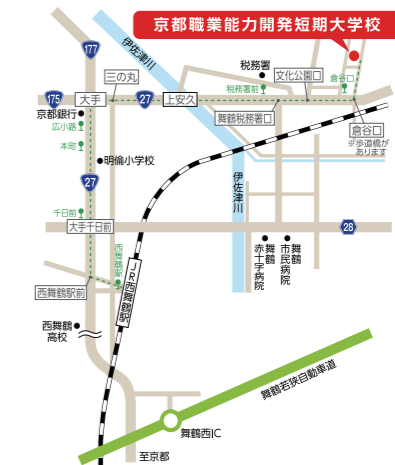 京都職業能力開発短期大学校
177
伊佐津川
税務署
文化公園口
倉谷口
税務署前
三の丸
175
大手
27
上安久
舞鶴税務署口
倉谷口
※歩道橋が
あります
京都銀行
広小路
本町
明倫小学校
27
伊佐津川
千日前
大手千日前
28
西舞鶴駅
舞鶴
赤十字病院
舞鶴
市民病院
JR西舞鶴駅
西舞鶴駅前
西舞鶴
高校
舞鶴若狭自動車道
舞鶴西IC
至京都